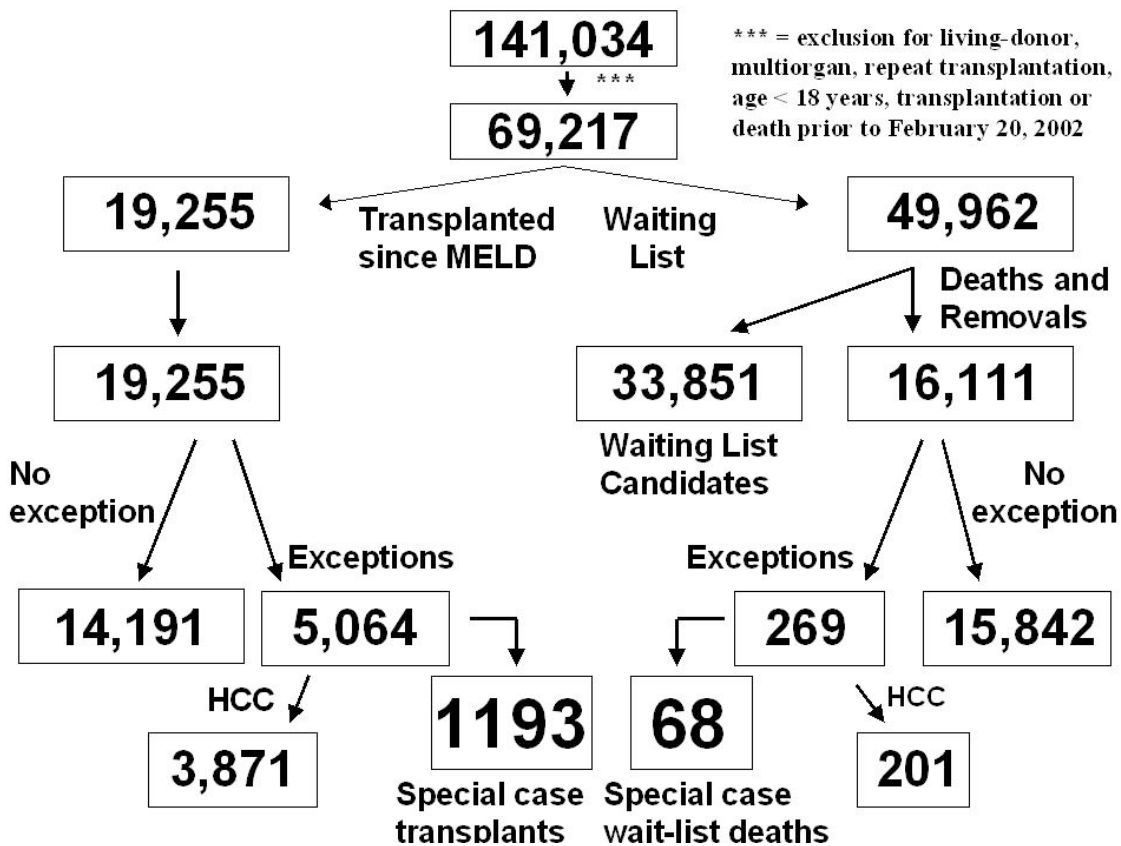 141,034
***
*** = exclusion for living-donor,
multiorgan, repeat transplantation,
age < 18 years, transplantation or
death prior to February 20, 2002
69,217
19,255
Transplanted
since MELD
Waiting
List
49,962
Deaths and
Removals
19,255
33,851
16,111
Waiting List
Candidates
No
exception
Exceptions
Exceptions
No
exception
14,191
5,064
269
15,842
HCC
3,871
1193
Special case
transplants
68
Special case
wait-list deaths
HCC
201